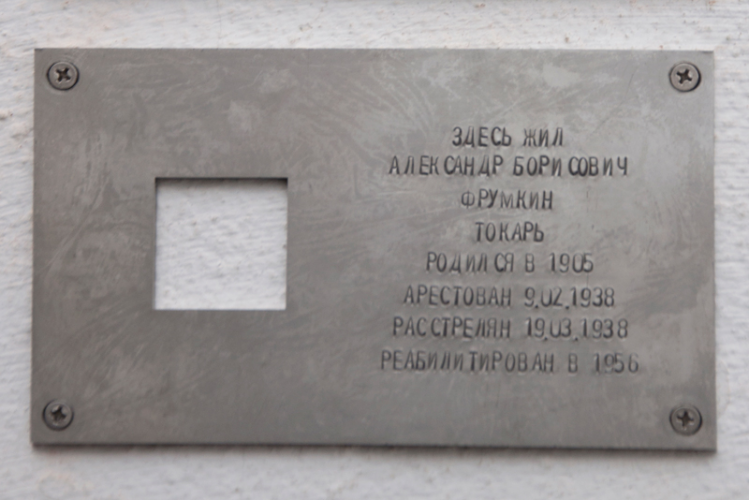 ЗДЕСЬ ЖИЛ
АЛЕКСАНДР БОРИСОВИЧ
ФРУМКИН
ТОКАРЬ
РОДИЛСЯ В 1905
АРЕСТОВАН 9.02.1938
РАССТРЕЛЯН 19.03.1938
РЕАБИЛИТИРОВАН В 1956